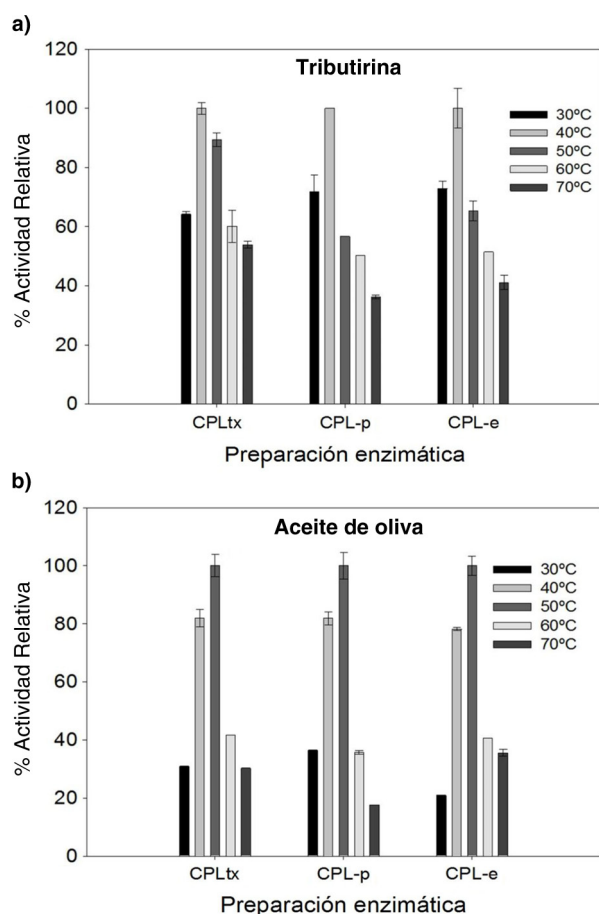 a)
120
Tributirina
100
80
60
40
20
0
% Actividad Relativa
30ºC
40ºC
50ºC
60ºC
70ºC
CPLtx CPL-p CPL-e
Preparación enzimática
b)
120
Aceite de oliva
100
80
60
40
20
0
% Actividad Relativa
30ºC
40ºC
50ºC
60ºC
70ºC
CPLtx CPL-p CPL-e
Preparación enzimática